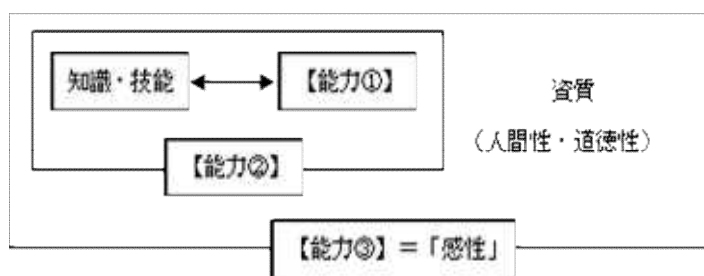 知識・技能
【能力①】
資質
（人間性・道徳性）
【能力②】
【能力③】＝「感性」